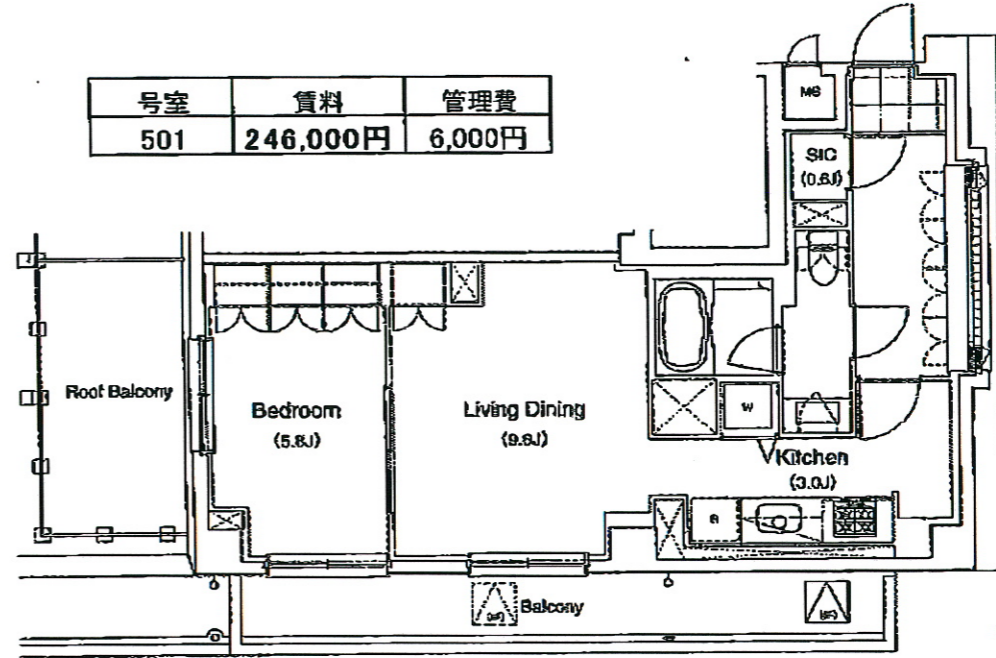 号室 賃料 管理費
501 246,000円 6,000円
MB
SIC
(0.6J)
Roof Balcony
Bedroom
(5.8J)
Living Dining
(9.9J)
W
Kitchen
(3.0J)
R
Balcony